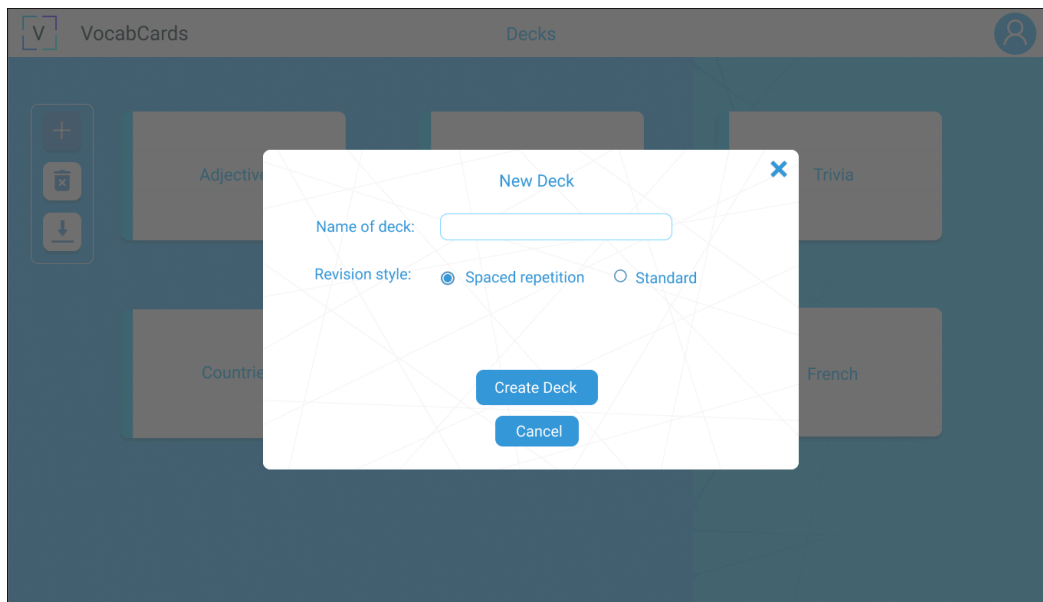 V VocabCards Decks
Adjective
Trivia
New Deck
Name of deck:
Revision style: Spaced repetition Standard
Countrie
French
Create Deck
Cancel